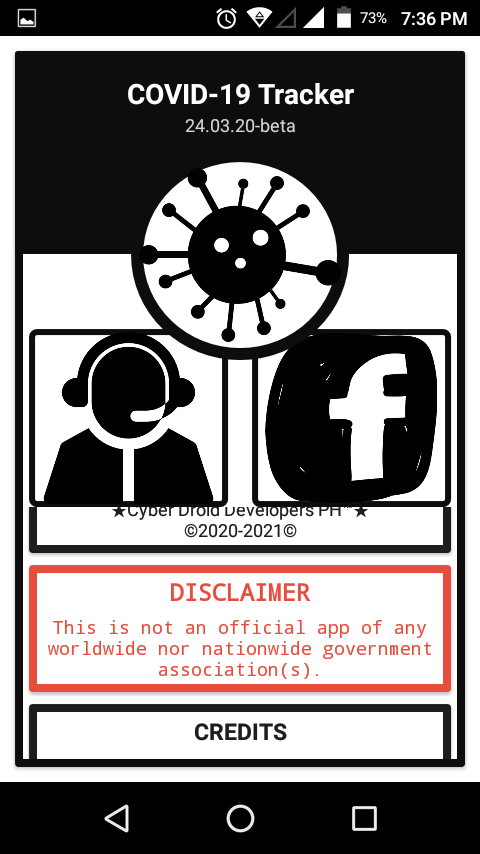 73% 7:36 PM
COVID-19 Tracker
24.03.20-beta
★Cyber Droid Developers PH™★
©2020-2021©
DISCLAIMER
This is not an official app of any
worldwide nor nationwide government
association(s).
CREDITS